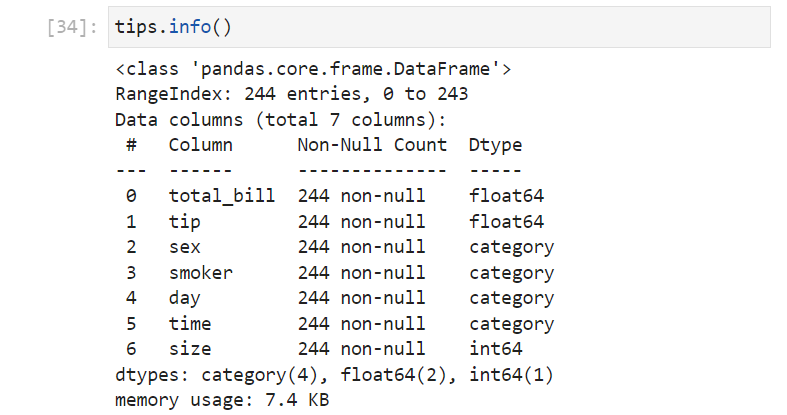 [34]: tips.info()
<class 'pandas.core.frame.DataFrame'>
RangeIndex: 244 entries, 0 to 243
Data columns (total 7 columns):
 #   Column      Non-Null Count  Dtype
---  ------      --------------  -----
 0   total_bill  244 non-null    float64
 1   tip         244 non-null    float64
 2   sex         244 non-null    category
 3   smoker      244 non-null    category
 4   day         244 non-null    category
 5   time        244 non-null    category
 6   size        244 non-null    int64
dtypes: category(4), float64(2), int64(1)
memory usage: 7.4 KB